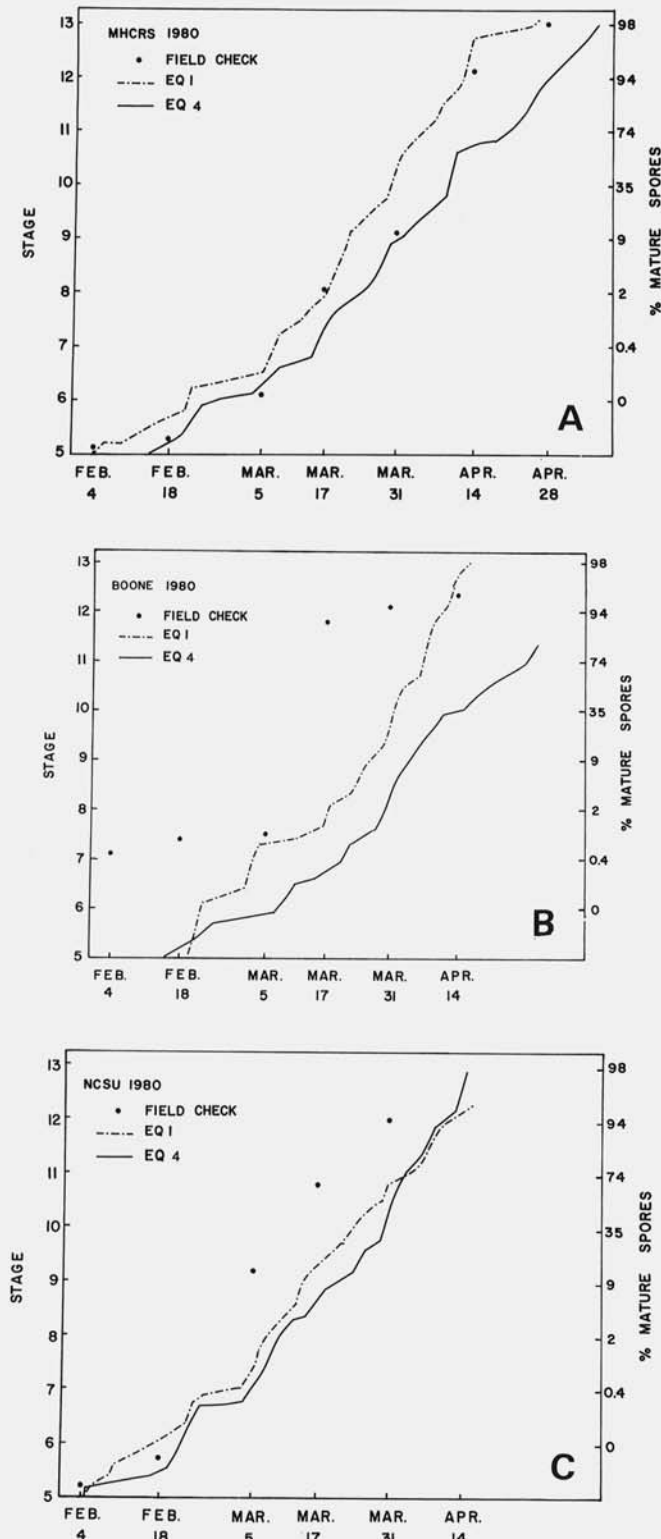 MHCRS 1980
• FIELD CHECK
EQ 1
EQ 4
13
12
11
10
9
8
7
6
5
STAGE
98
94
74
35
9
2
0.4
0
% MATURE SPORES
A
FEB. FEB. MAR. MAR. MAR. APR. APR.
4 18 5 17 31 14 28
BOONE 1980
• FIELD CHECK
EQ 1
EQ 4
13
12
11
10
9
8
7
6
5
STAGE
98
94
74
35
9
2
0.4
0
% MATURE SPORES
B
FEB. FEB. MAR. MAR. MAR. APR.
4 18 5 17 31 14
NCSU 1980
• FIELD CHECK
EQ 1
EQ 4
13
12
11
10
9
8
7
6
5
STAGE
98
94
74
35
9
2
0.4
0
% MATURE SPORES
C
FEB. FEB. MAR. MAR. MAR. APR.
4 18 5 17 31 14